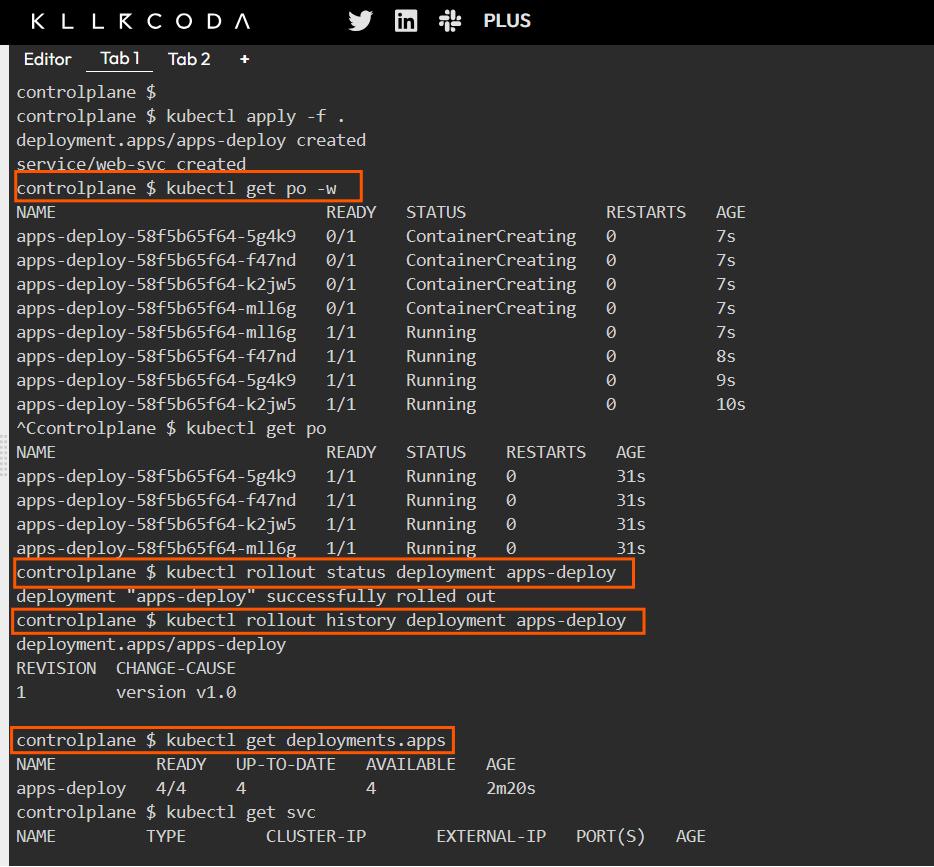 KLLRCODA PLUS
Editor Tab 1 Tab 2 +
controlplane $
controlplane $ kubectl apply -f .
deployment.apps/apps-deploy created
service/web-svc created
controlplane $ kubectl get po -w
NAME READY STATUS RESTARTS AGE
apps-deploy-58f5b65f64-5g4k9 0/1 ContainerCreating 0 7s
apps-deploy-58f5b65f64-f47nd 0/1 ContainerCreating 0 7s
apps-deploy-58f5b65f64-k2jw5 0/1 ContainerCreating 0 7s
apps-deploy-58f5b65f64-mll6g 0/1 ContainerCreating 0 7s
apps-deploy-58f5b65f64-mll6g 1/1 Running 0 7s
apps-deploy-58f5b65f64-f47nd 1/1 Running 0 8s
apps-deploy-58f5b65f64-5g4k9 1/1 Running 0 9s
apps-deploy-58f5b65f64-k2jw5 1/1 Running 0 10s
^Ccontrolplane $ kubectl get po
NAME READY STATUS RESTARTS AGE
apps-deploy-58f5b65f64-5g4k9 1/1 Running 0 31s
apps-deploy-58f5b65f64-f47nd 1/1 Running 0 31s
apps-deploy-58f5b65f64-k2jw5 1/1 Running 0 31s
apps-deploy-58f5b65f64-mll6g 1/1 Running 0 31s
controlplane $ kubectl rollout status deployment apps-deploy
deployment "apps-deploy" successfully rolled out
controlplane $ kubectl rollout history deployment apps-deploy
deployment.apps/apps-deploy
REVISION CHANGE-CAUSE
1 version v1.0
controlplane $ kubectl get deployments.apps
NAME READY UP-TO-DATE AVAILABLE AGE
apps-deploy 4/4 4 4 2m20s
controlplane $ kubectl get svc
NAME TYPE CLUSTER-IP EXTERNAL-IP PORT(S) AGE